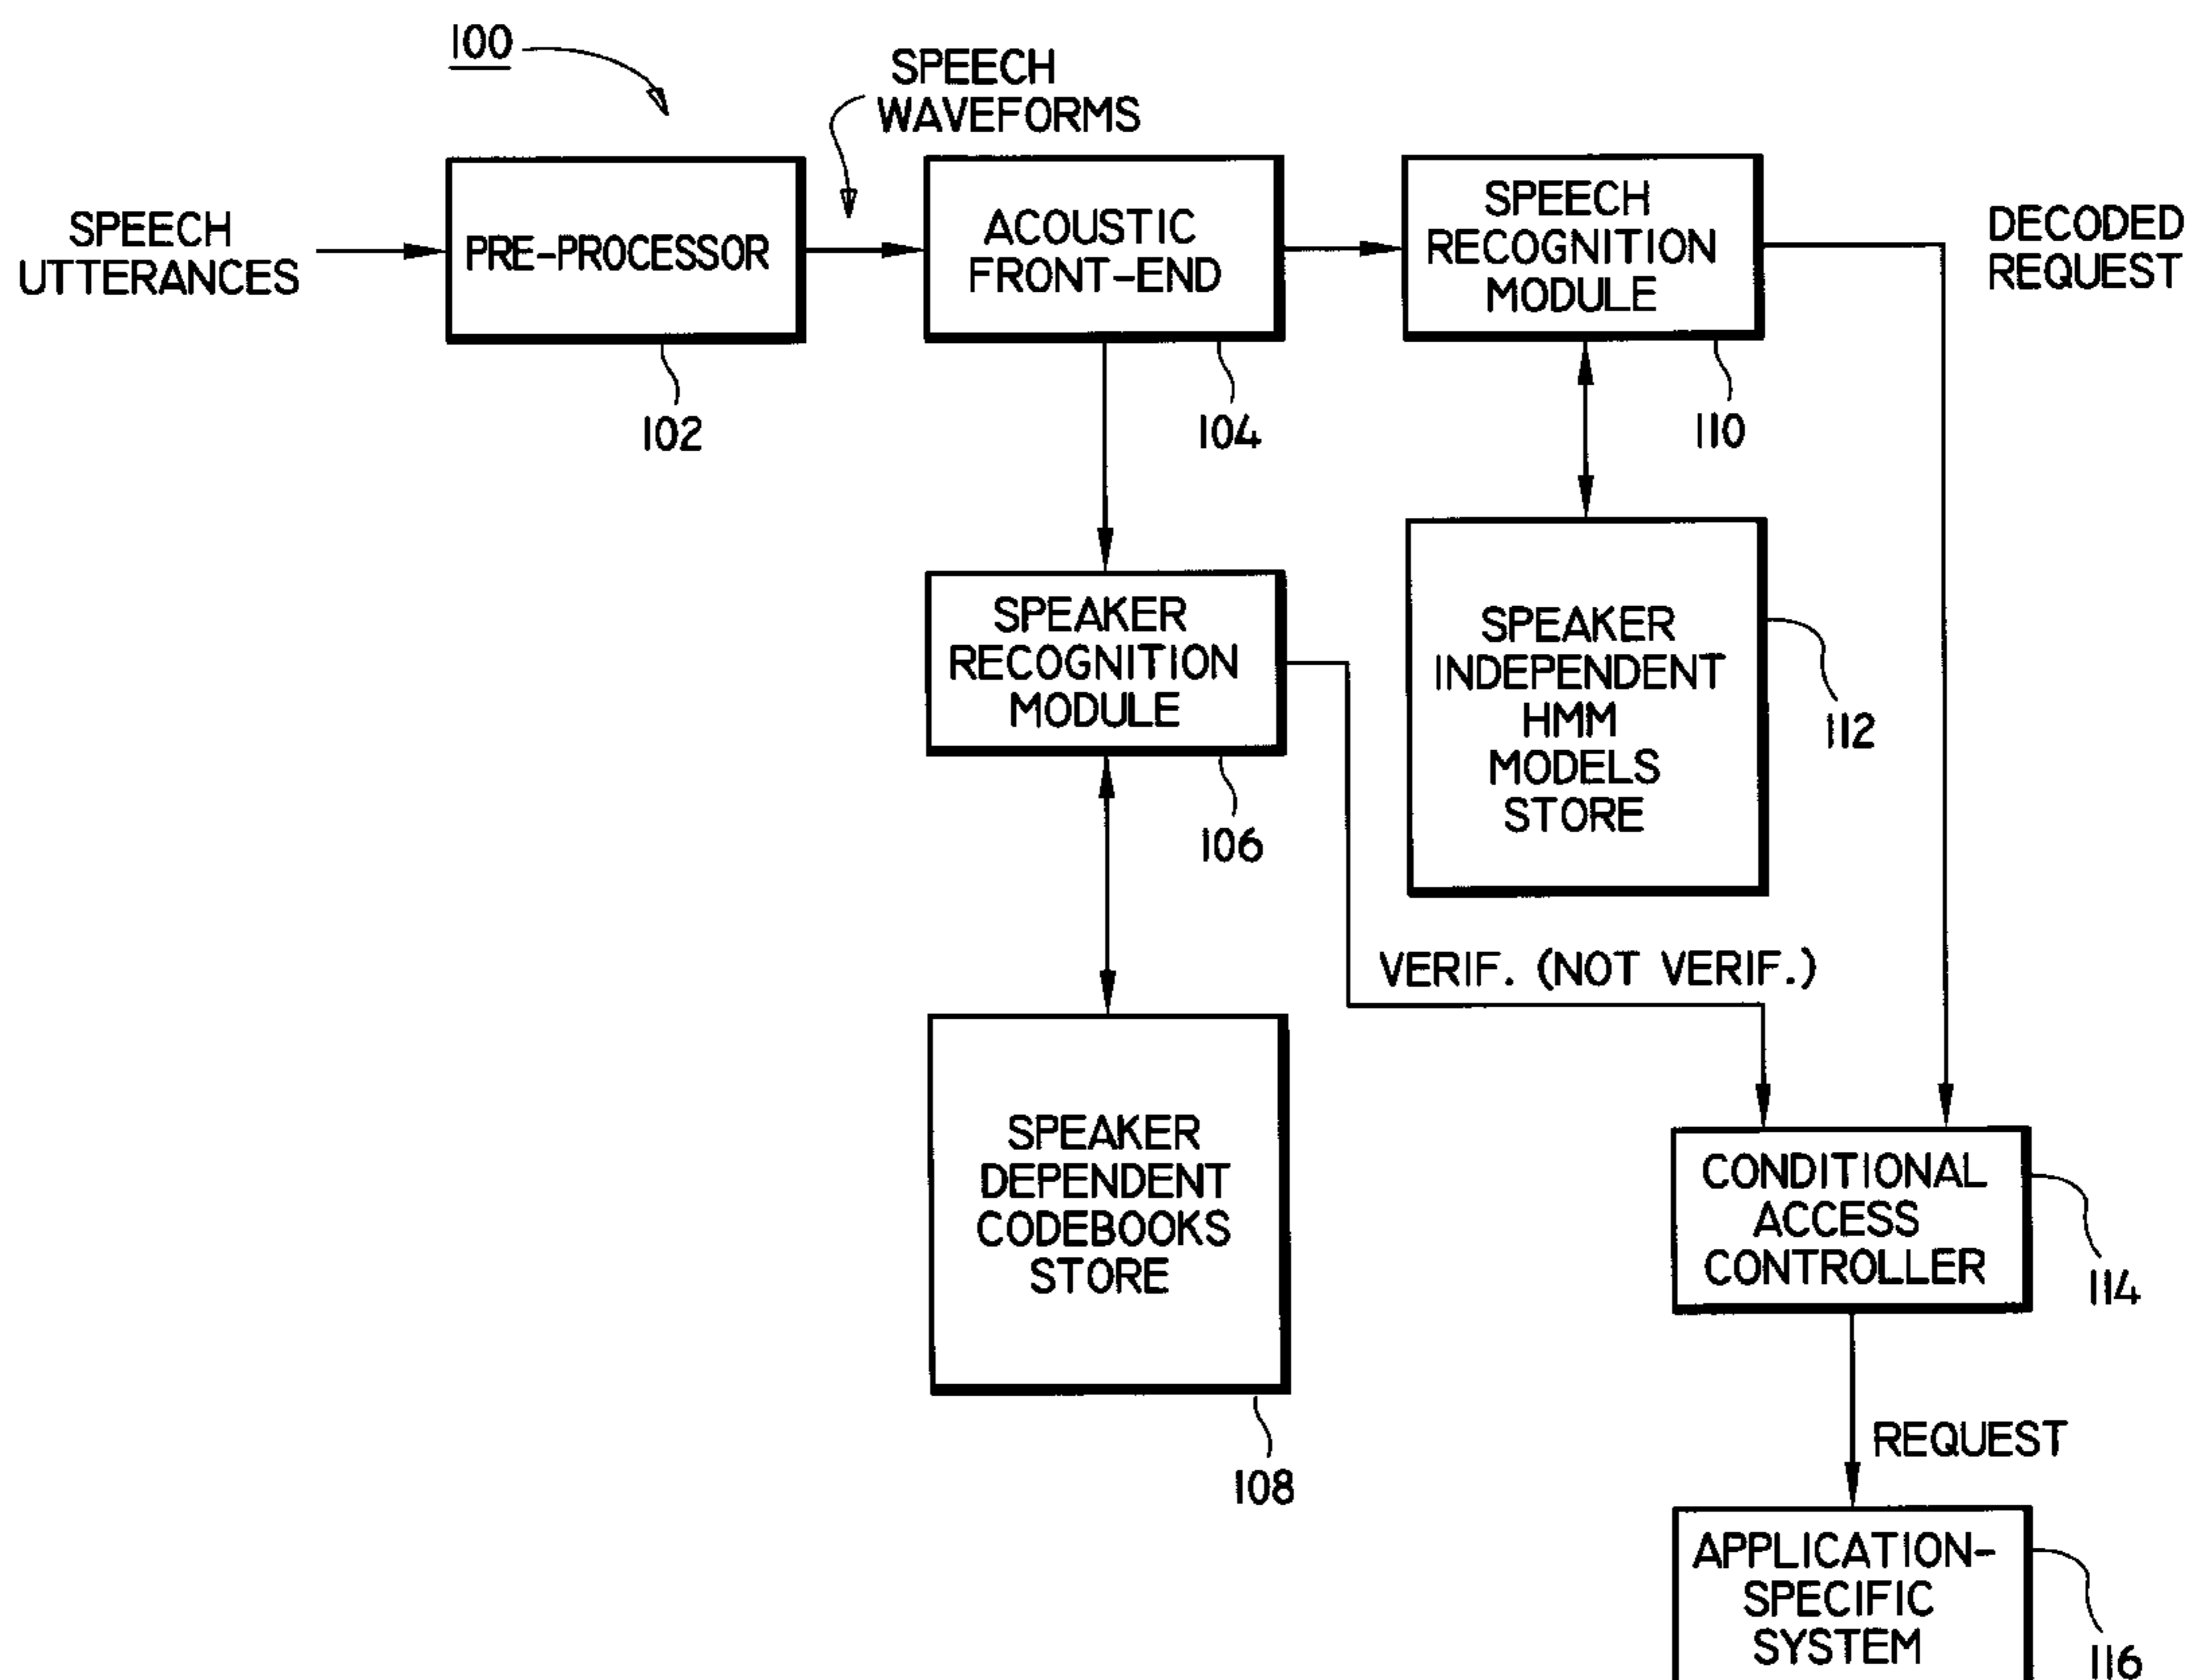 100
SPEECH
WAVEFORMS
SPEECH
UTTERANCES
PRE-PROCESSOR
102
ACOUSTIC
FRONT-END
104
SPEECH
RECOGNITION
MODULE
110
DECODED
REQUEST
SPEAKER
RECOGNITION
MODULE
106
SPEAKER
INDEPENDENT
HMM
MODELS
STORE
112
VERIF. (NOT VERIF.)
SPEAKER
DEPENDENT
CODEBOOKS
STORE
108
CONDITIONAL
ACCESS
CONTROLLER
114
REQUEST
APPLICATION-
SPECIFIC
SYSTEM
116